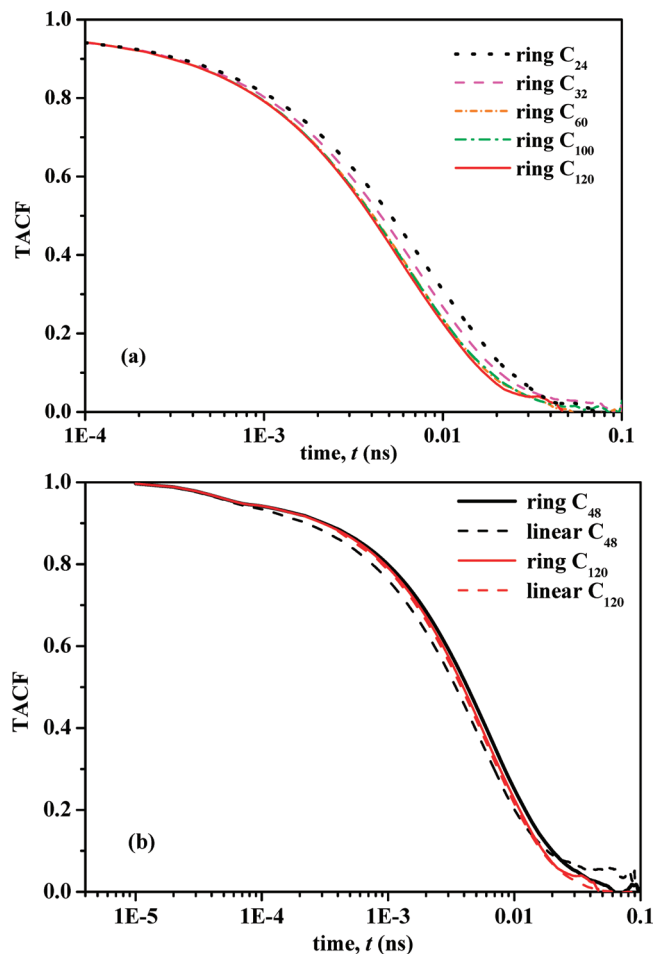 1.0
0.8
0.6
0.4
0.2
0.0
TACF
ring C24
ring C32
ring C60
ring C100
ring C120
(a)
1E-4 1E-3 0.01 0.1
time, t (ns)
1.0
0.8
0.6
0.4
0.2
0.0
TACF
ring C48
linear C48
ring C120
linear C120
(b)
1E-5 1E-4 1E-3 0.01 0.1
time, t (ns)